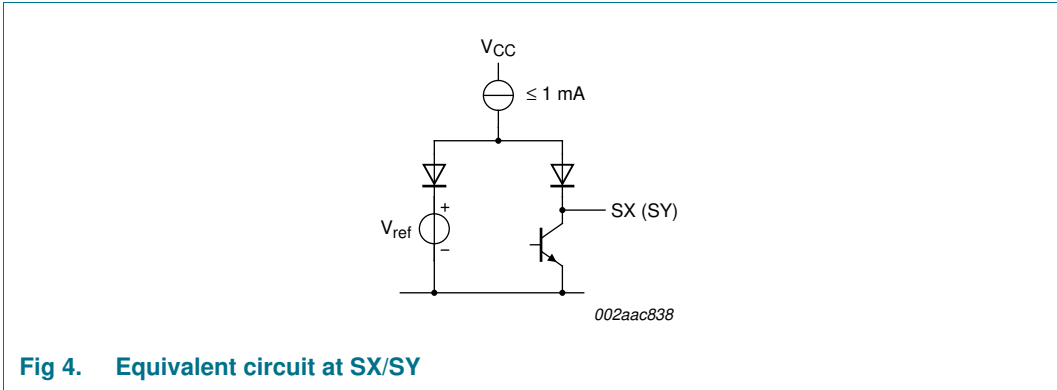 VCC
≤ 1 mA
SX (SY)
+
Vref
−
002aac838
Fig 4. Equivalent circuit at SX/SY